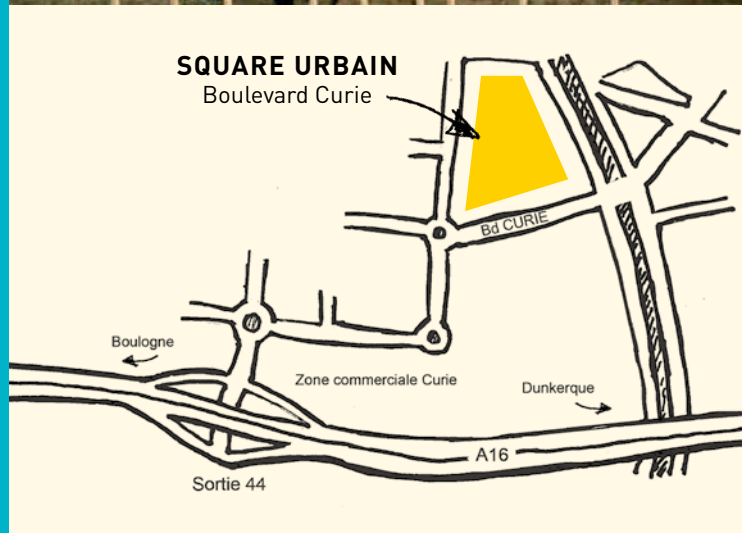 SQUARE URBAIN
Boulevard Curie
Bd CURIE
Boulogne
Zone commerciale Curie
Dunkerque
A16
Sortie 44